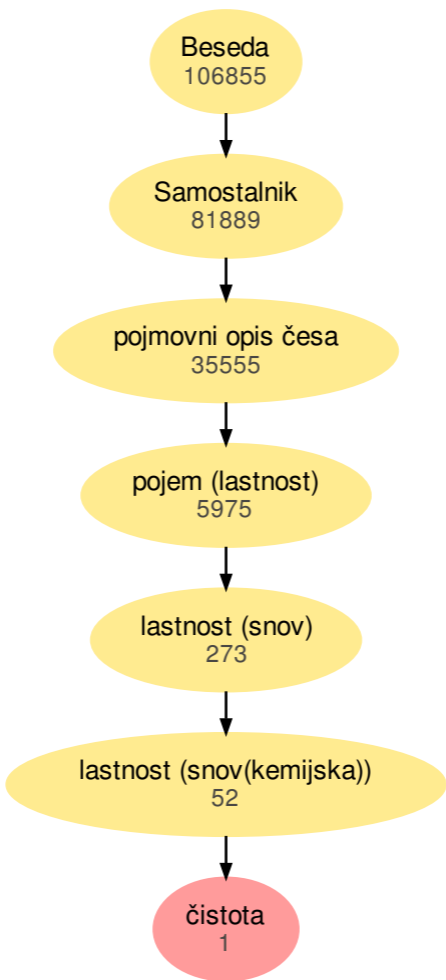 Beseda
106855
Samostalnik
81889
pojmovni opis česa
35555
pojem (lastnost)
5975
lastnost (snov)
273
lastnost (snov(kemijska))
52
čistota
1